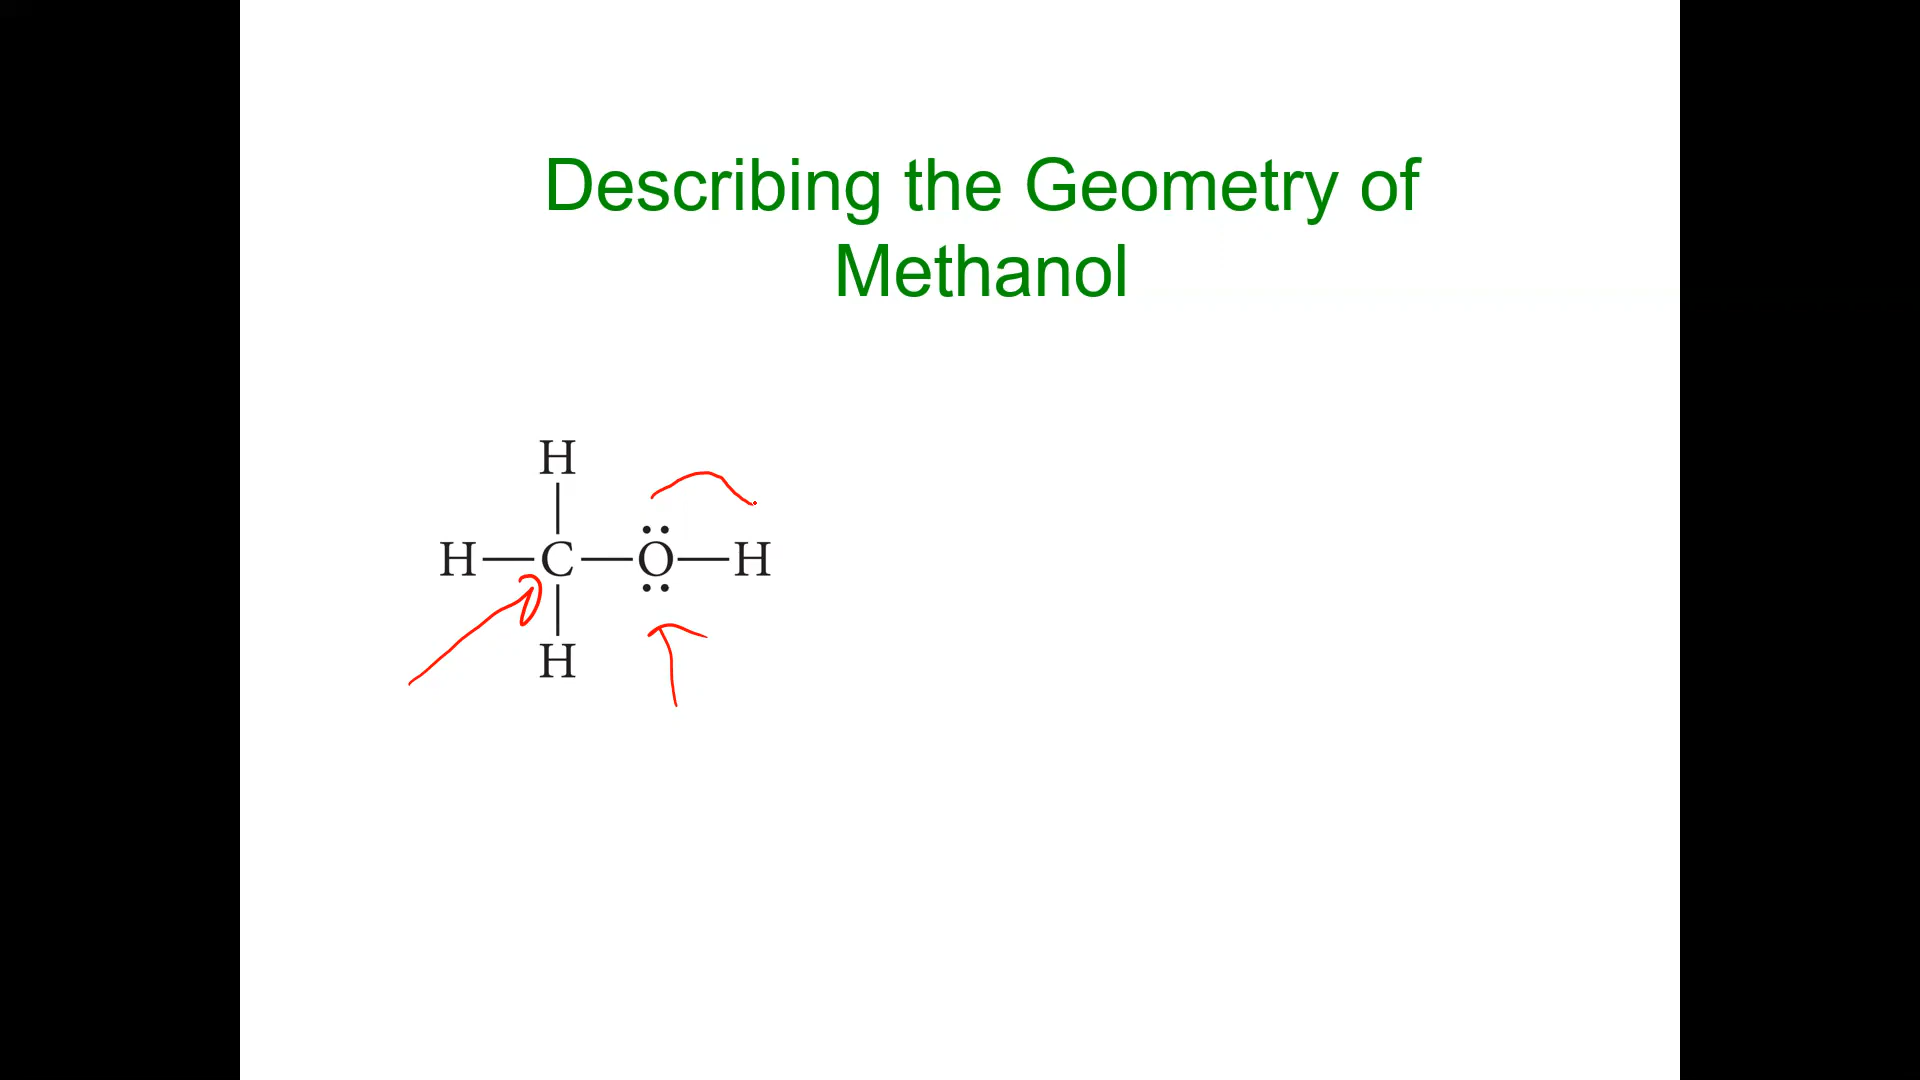 Describing the Geometry of
Methanol
H
H—C—O—H
H